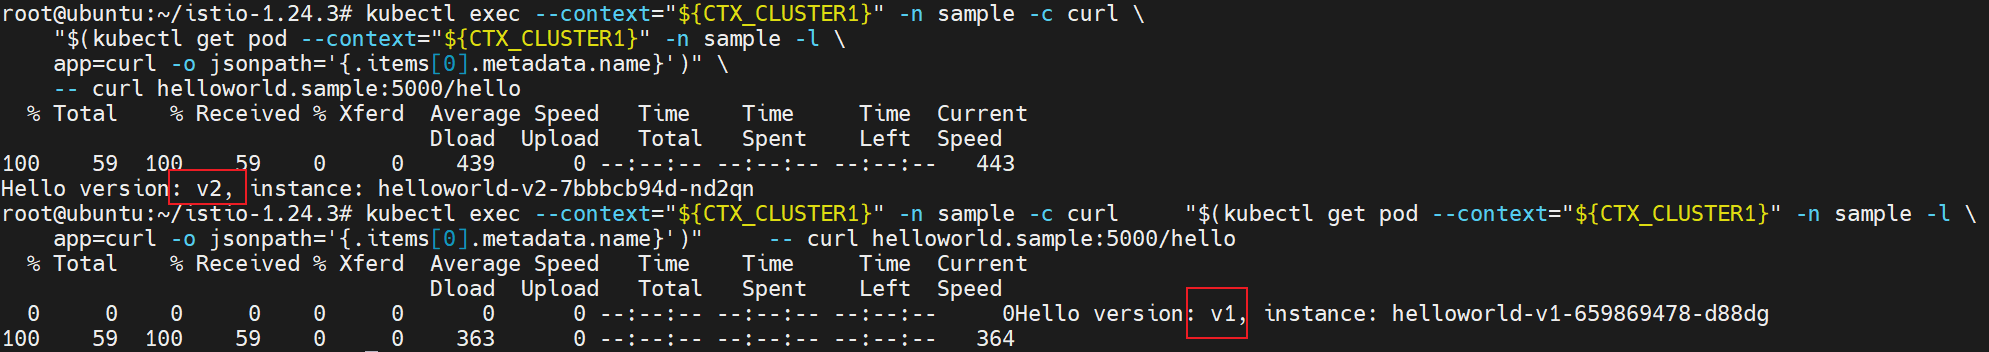 root@ubuntu:~/istio-1.24.3# kubectl exec --context="${CTX_CLUSTER1}" -n sample -c curl \
    "$(kubectl get pod --context="${CTX_CLUSTER1}" -n sample -l \
    app=curl -o jsonpath='{.items[0].metadata.name}')" \
    -- curl helloworld.sample:5000/hello
  % Total    % Received % Xferd  Average Speed   Time    Time     Time  Current
                                 Dload  Upload   Total   Spent    Left  Speed
100    59  100    59    0     0    439      0 --:--:-- --:--:-- --:--:--   443
Hello version: v2, instance: helloworld-v2-7bbbcb94d-nd2qn
root@ubuntu:~/istio-1.24.3# kubectl exec --context="${CTX_CLUSTER1}" -n sample -c curl     "$(kubectl get pod --context="${CTX_CLUSTER1}" -n sample -l \
    app=curl -o jsonpath='{.items[0].metadata.name}')"     -- curl helloworld.sample:5000/hello
  % Total    % Received % Xferd  Average Speed   Time    Time     Time  Current
                                 Dload  Upload   Total   Spent    Left  Speed
  0     0    0     0    0     0      0      0 --:--:-- --:--:-- --:--:--     0Hello version: v1, instance: helloworld-v1-659869478-d88dg
100    59  100    59    0     0    363      0 --:--:-- --:--:-- --:--:--   364